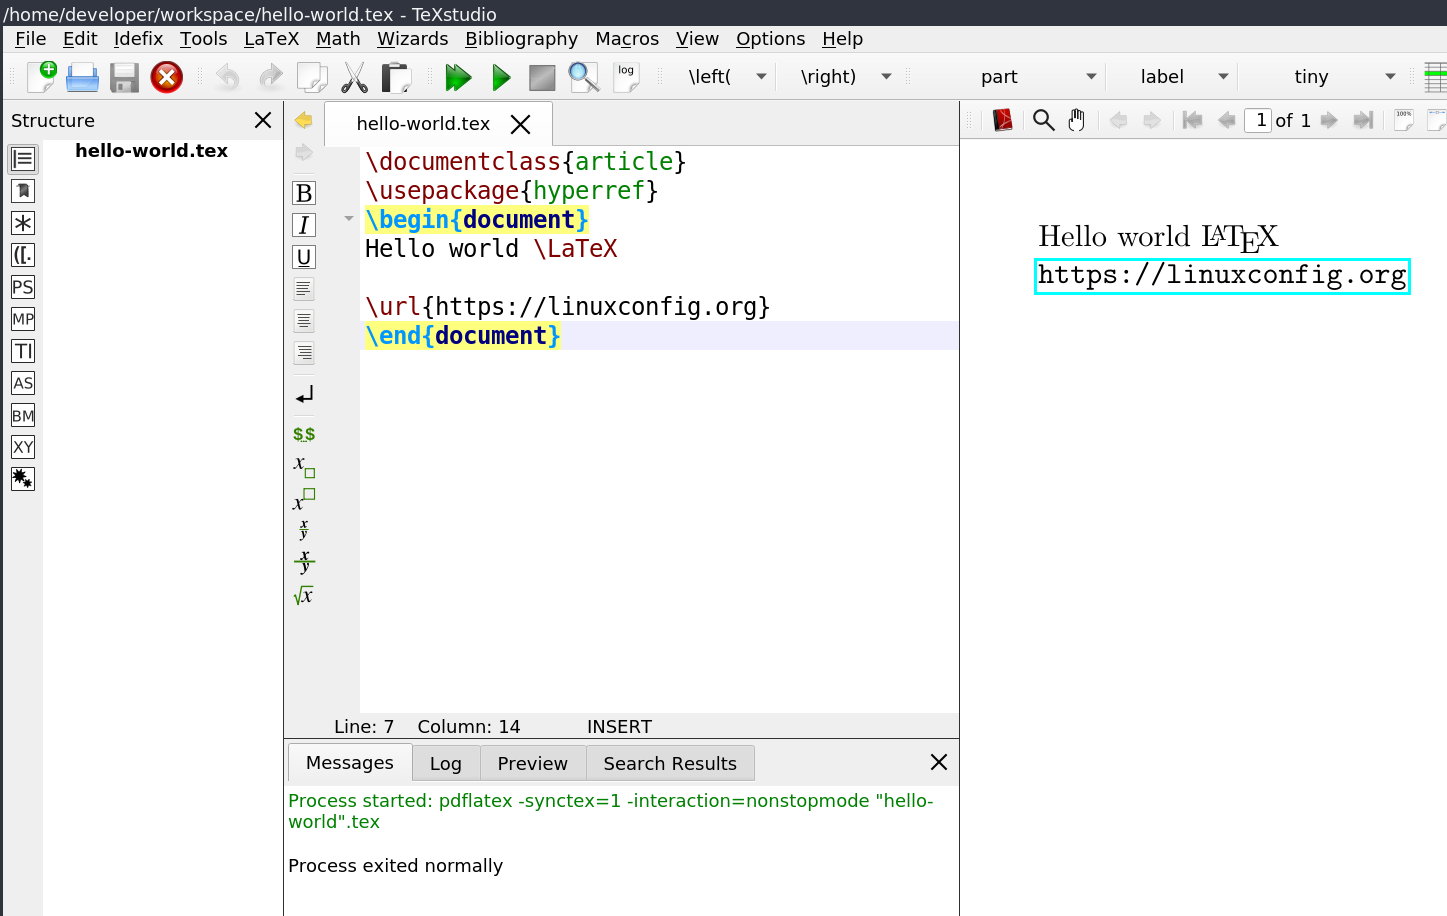 /home/developer/workspace/hello-world.tex - TeXstudio
File Edit Idefix Tools LaTeX Math Wizards Bibliography Macros View Options Help
log \left( \right) part label tiny
Structure
hello-world.tex
PS
MP
TI
AS
BM
XY
hello-world.tex
B
I
U
$$
x
x
x
y
x
y
√x
\documentclass{article}
\usepackage{hyperref}
\begin{document}
Hello world \LaTeX
\url{https://linuxconfig.org}
\end{document}
Line: 7 Column: 14 INSERT
1 of 1 100%
Hello world LATEX
https://linuxconfig.org
Messages Log Preview Search Results
Process started: pdflatex -synctex=1 -interaction=nonstopmode "hello-
world".tex
Process exited normally